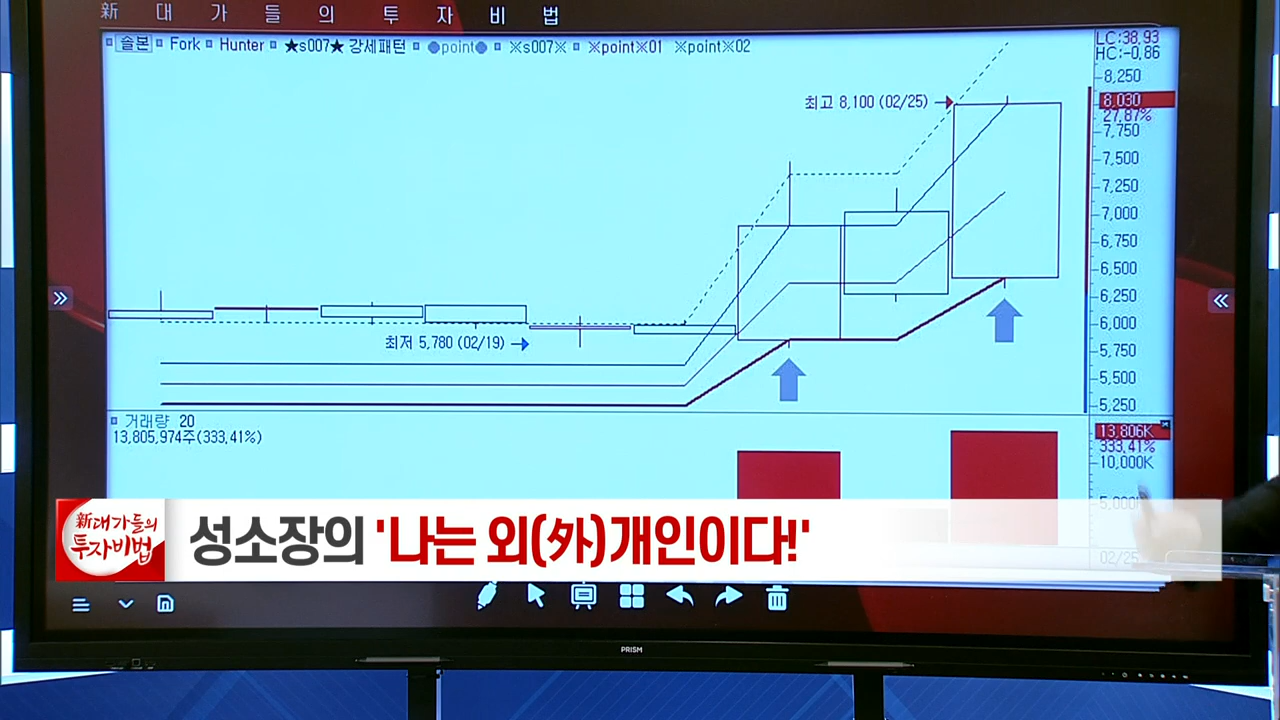 新 대 가 들 의 투 자 비 법
솔본 Fork Hunter ★s007★ 강세패턴 ●point● ※s007※ ※point※01 ※point※02
LC:38.93
HC:-0.86
8,250
최고 8,100 (02/25)
8,030
27.87%
7,750
7,500
7,250
7,000
6,750
6,500
6,250
6,000
최저 5,780 (02/19)
5,750
5,500
5,250
거래량 20
13,805,974주(333.41%)
13,806K
333.41%
10,000K
5,000K
新대가들의
투자비법
성소장의 '나는 외(外)개인이다!'
02/25
PRISM